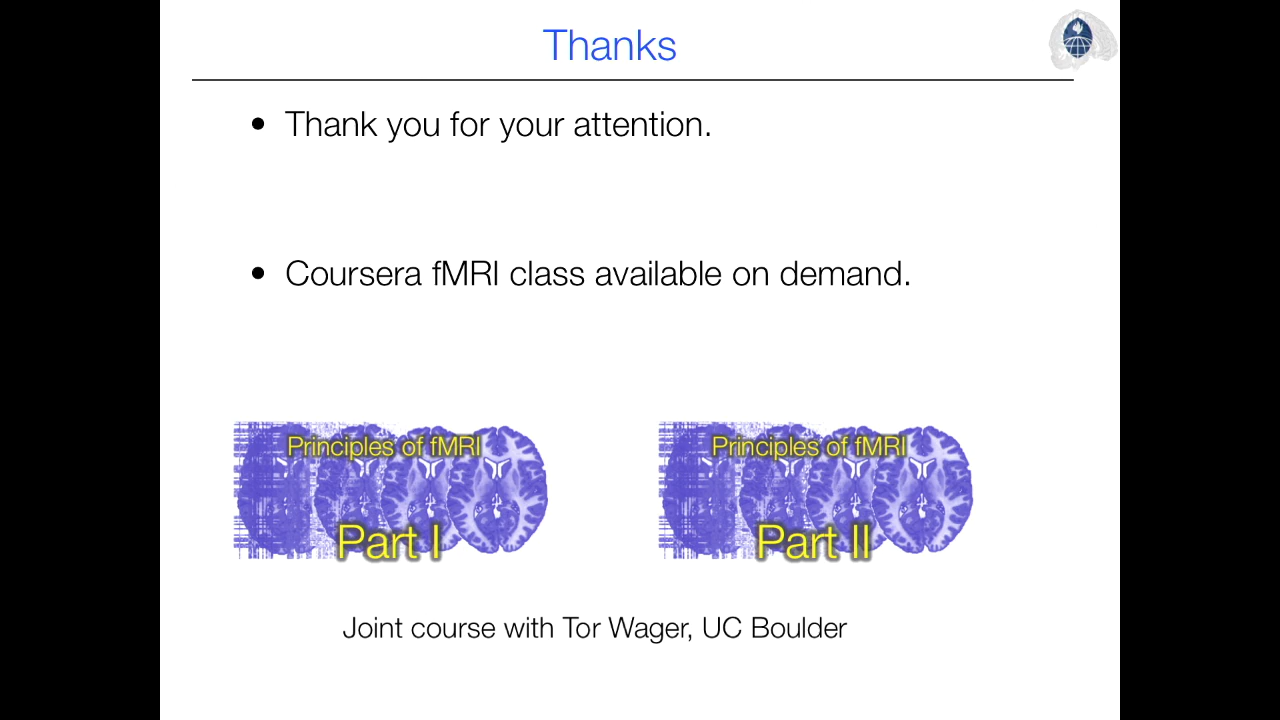 Thanks
• Thank you for your attention.
• Coursera fMRI class available on demand.
Principles of fMRI
Part I
Principles of fMRI
Part II
Joint course with Tor Wager, UC Boulder